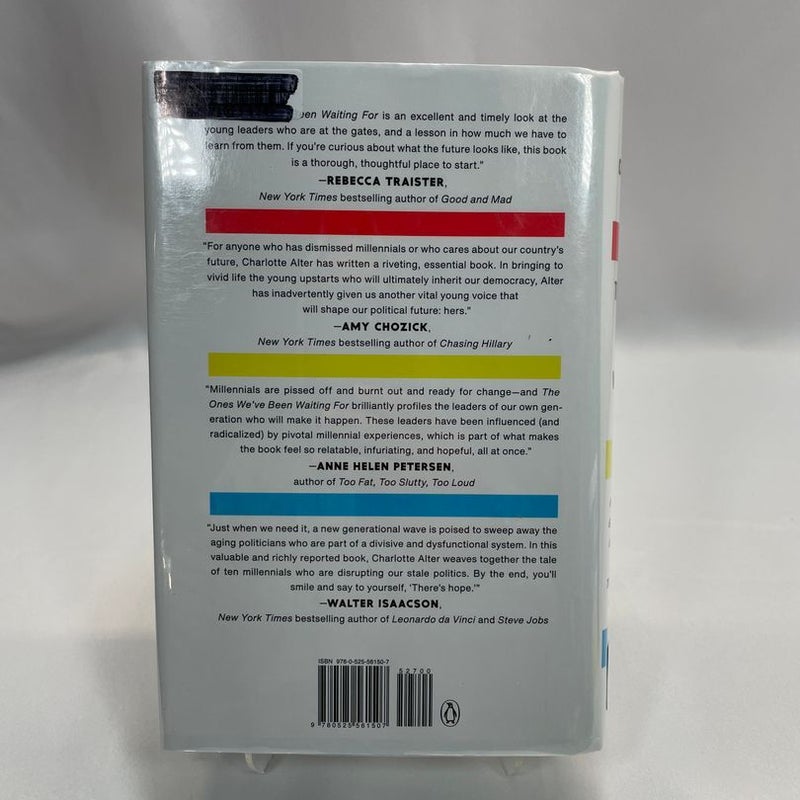 een Waiting For is an excellent and timely look at the
young leaders who are at the gates, and a lesson in how much we have to
learn from them. If you're curious about what the future looks like, this book
is a thorough, thoughtful place to start."
—REBECCA TRAISTER,
New York Times bestselling author of Good and Mad
"For anyone who has dismissed millennials or who cares about our country's
future, Charlotte Alter has written a riveting, essential book. In bringing to
vivid life the young upstarts who will ultimately inherit our democracy, Alter
has inadvertently given us another vital young voice that
will shape our political future: hers."
—AMY CHOZICK,
New York Times bestselling author of Chasing Hillary
"Millennials are pissed off and burnt out and ready for change—and The
Ones We've Been Waiting For brilliantly profiles the leaders of our own gen-
eration who will make it happen. These leaders have been influenced (and
radicalized) by pivotal millennial experiences, which is part of what makes
the book feel so relatable, infuriating, and hopeful, all at once."
—ANNE HELEN PETERSEN,
author of Too Fat, Too Slutty, Too Loud
"Just when we need it, a new generational wave is poised to sweep away the
aging politicians who are part of a divisive and dysfunctional system. In this
valuable and richly reported book, Charlotte Alter weaves together the tale
of ten millennials who are disrupting our stale politics. By the end, you'll
smile and say to yourself, 'There's hope.'"
—WALTER ISAACSON,
New York Times bestselling author of Leonardo da Vinci and Steve Jobs
ISBN 978-0-525-56150-7
52700
9 780525 561507